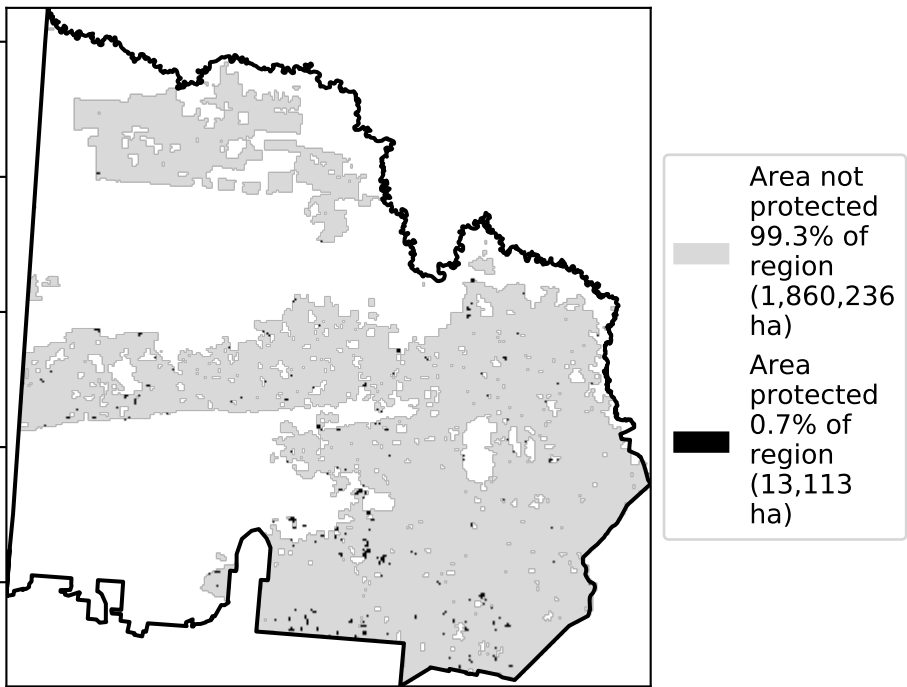 Area not
protected
99.3% of
region
(1,860,236
ha)
Area
protected
0.7% of
region
(13,113
ha)